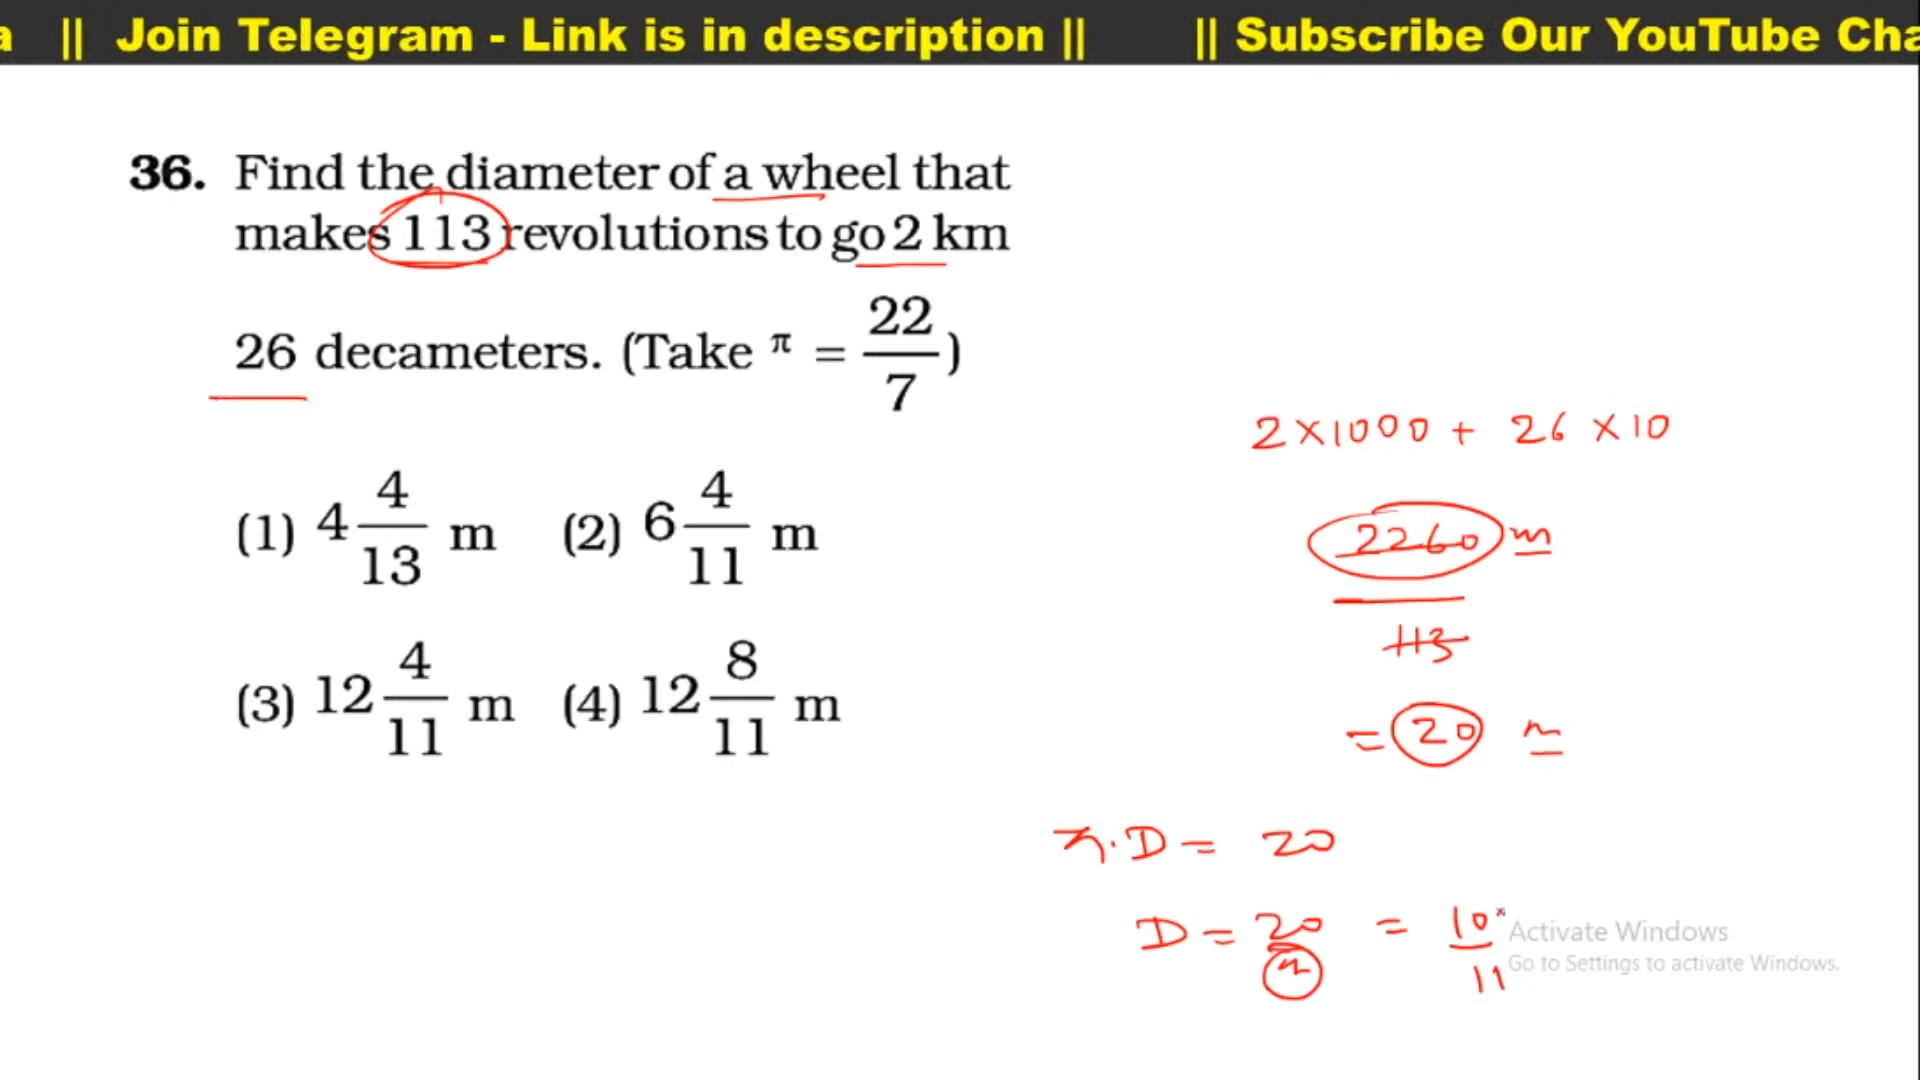 a || Join Telegram - Link is in description || || Subscribe Our YouTube Cha
36. Find the diameter of a wheel that
makes 113 revolutions to go 2 km
26 decameters. (Take π = 22/7)
(1) 4 4/13 m (2) 6 4/11 m
(3) 12 4/11 m (4) 12 8/11 m
2×1000 + 26×10
2260 m
113
= 20 m
π.D = 20
D = 20/π = 10×/11
Activate Windows
Go to Settings to activate Windows.